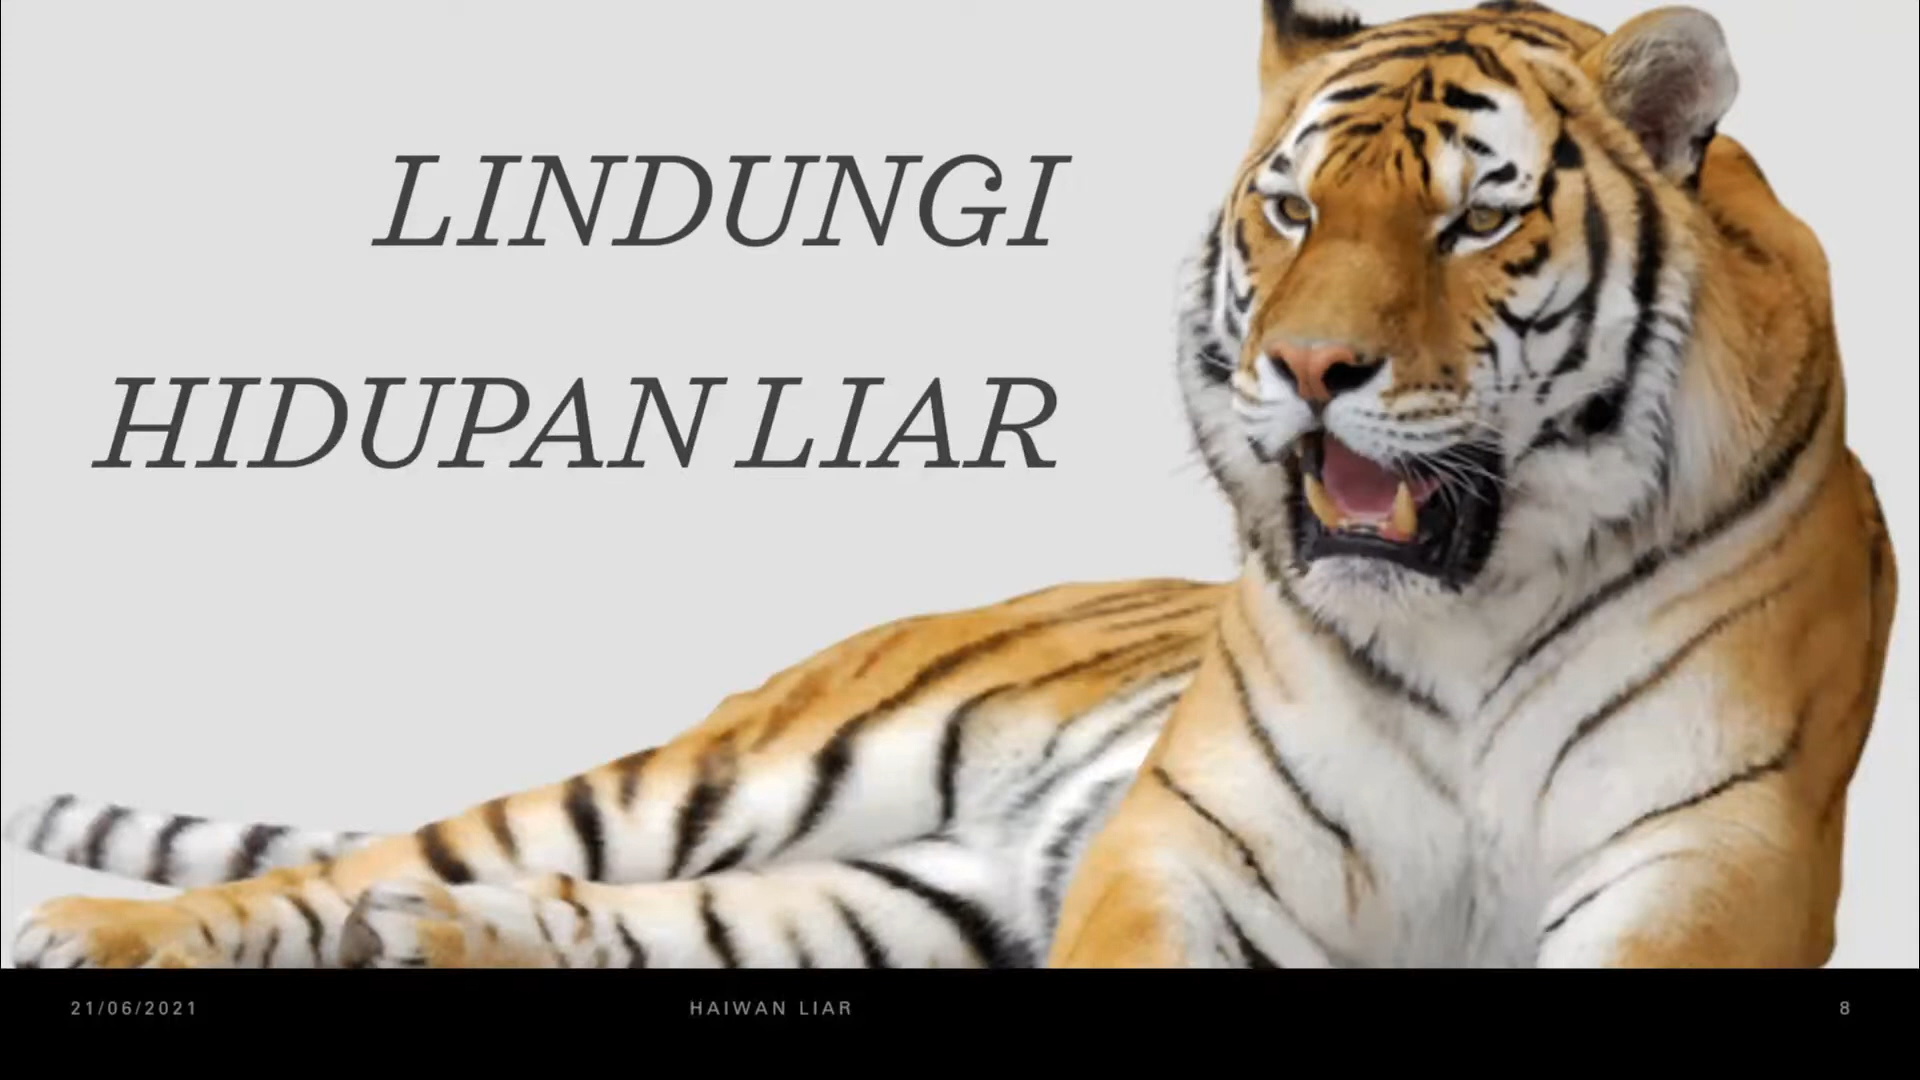 LINDUNGI
HIDUPAN LIAR
21/06/2021
HAIWAN LIAR
8